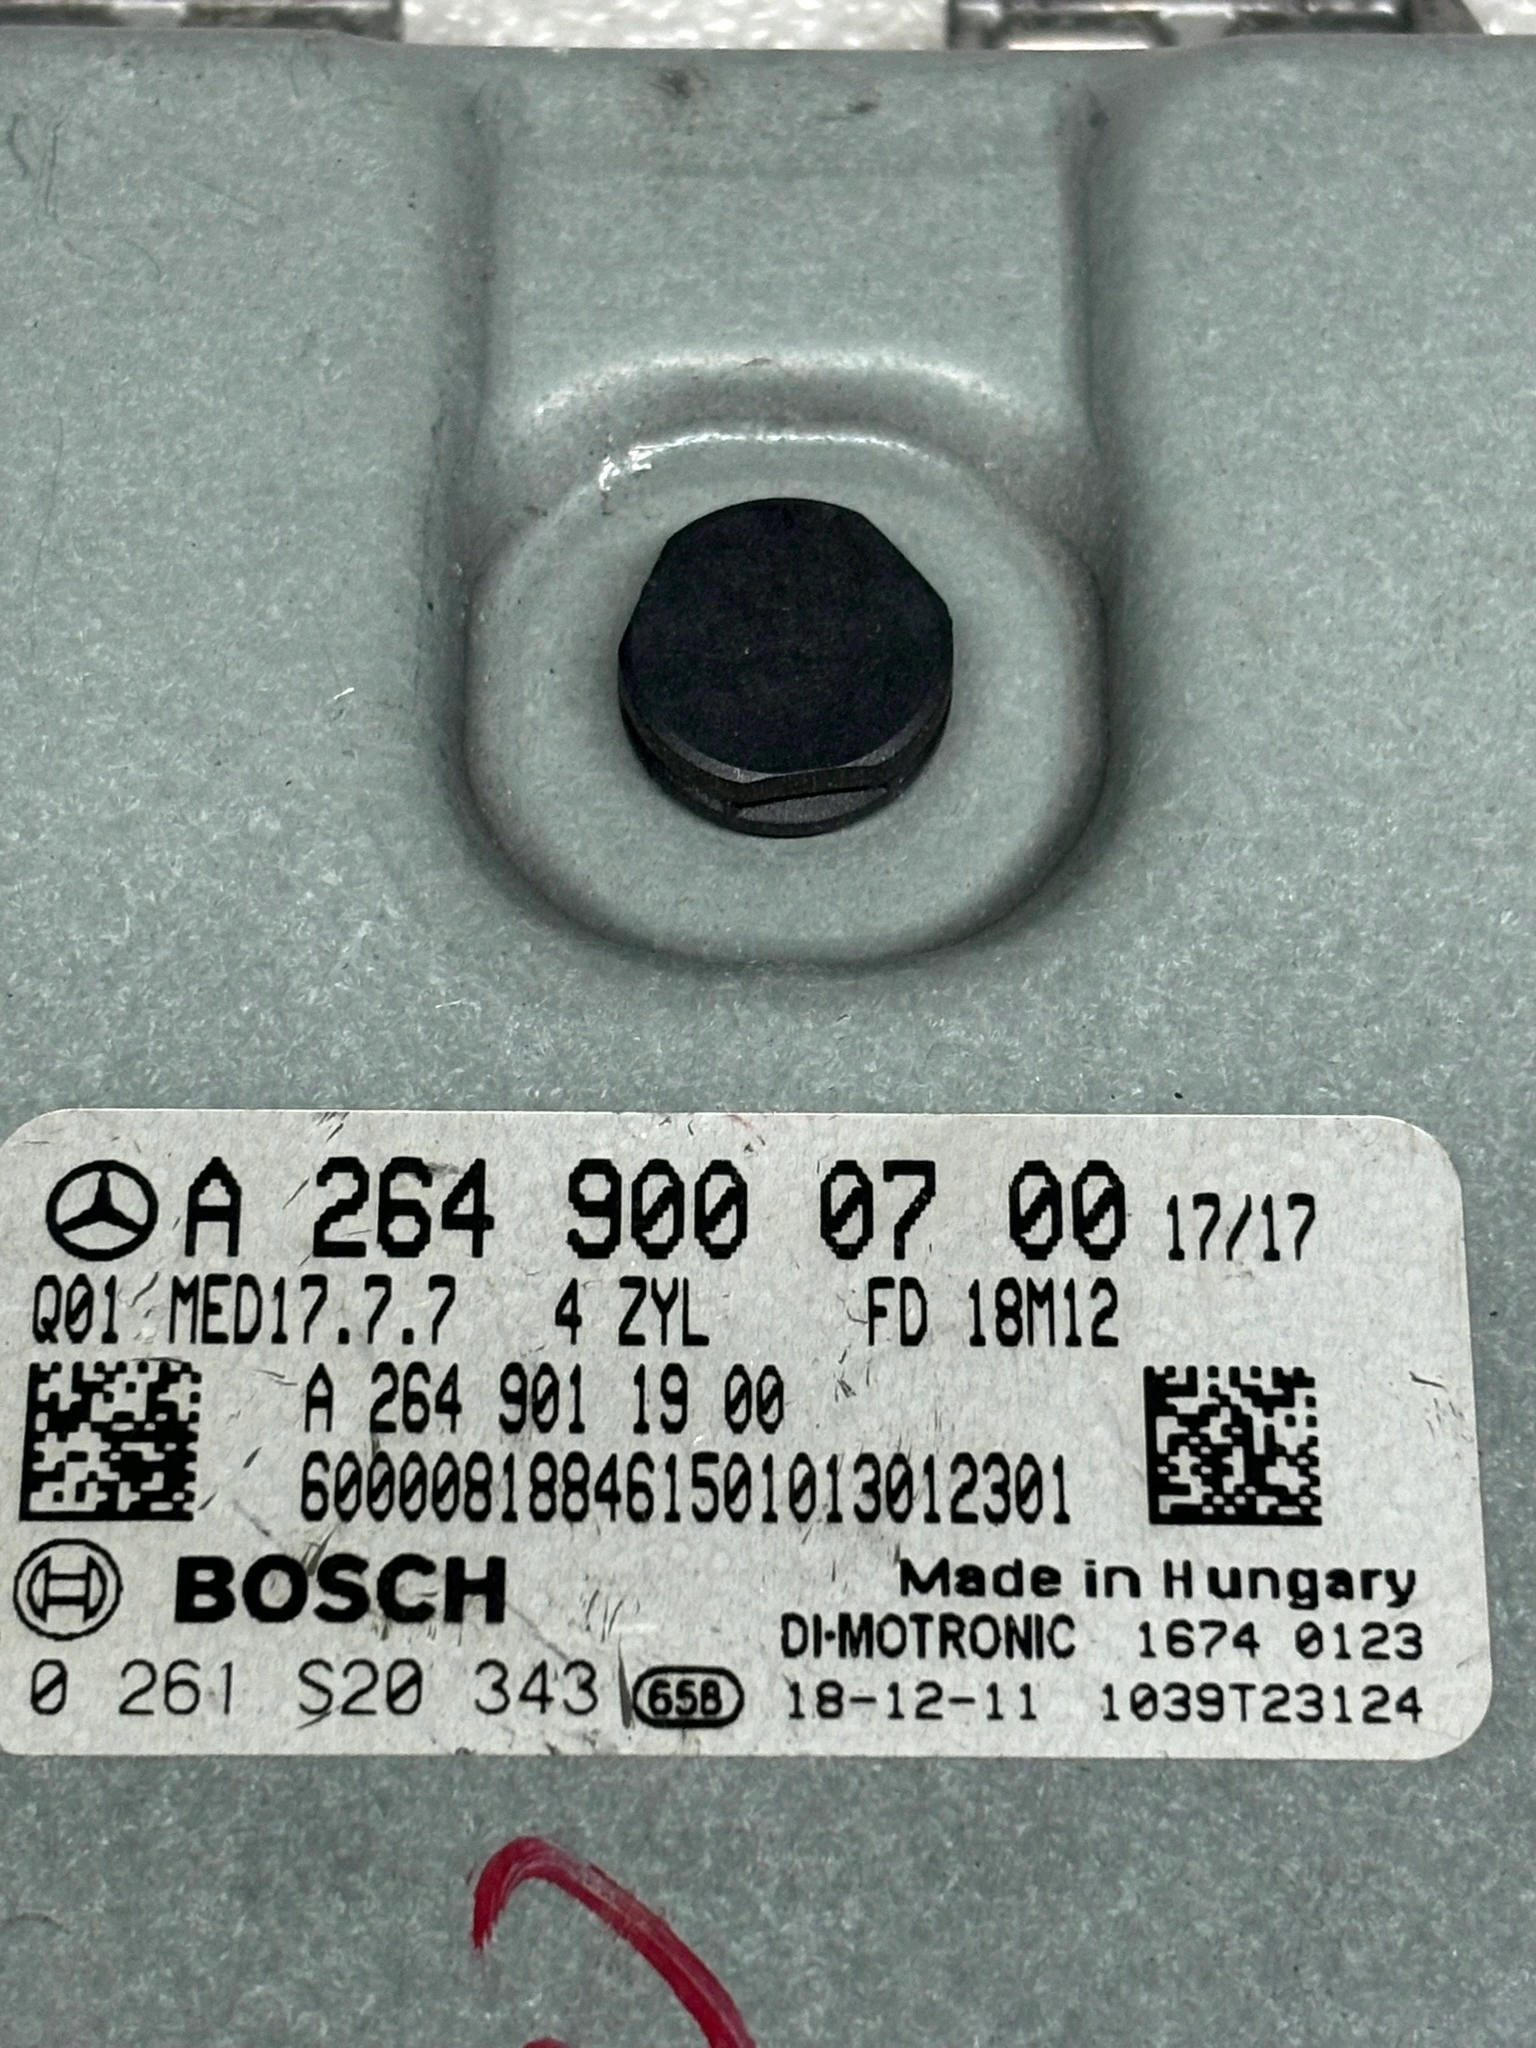 A 264 900 07 00 17/17
Q01 MED17.7.7 4 ZYL FD 18M12
A 264 901 19 00
600008188461501013012301
BOSCH
Made in Hungary
DI-MOTRONIC 1674 0123
0 261 S20 343 65B 18-12-11 1039T23124